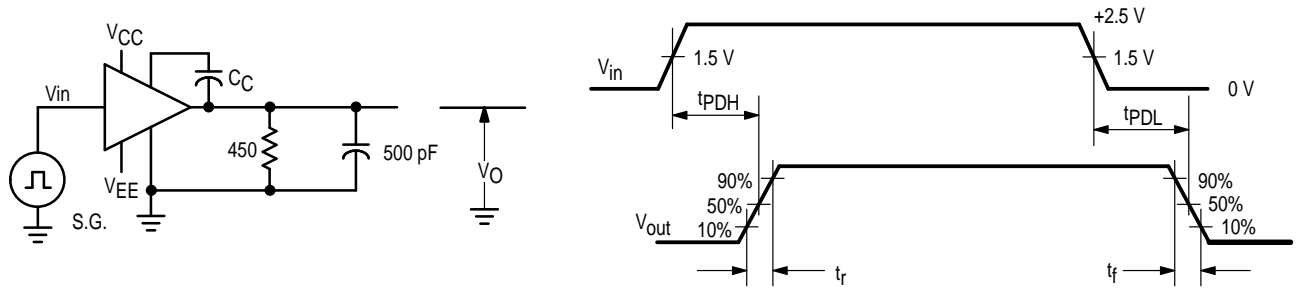 VCC
CC
Vin
450
500 pF
VEE
VO
S.G.
+2.5 V
1.5 V
1.5 V
Vin
0 V
tPDH
tPDL
90%
50%
10%
Vout
90%
50%
10%
tr
tf